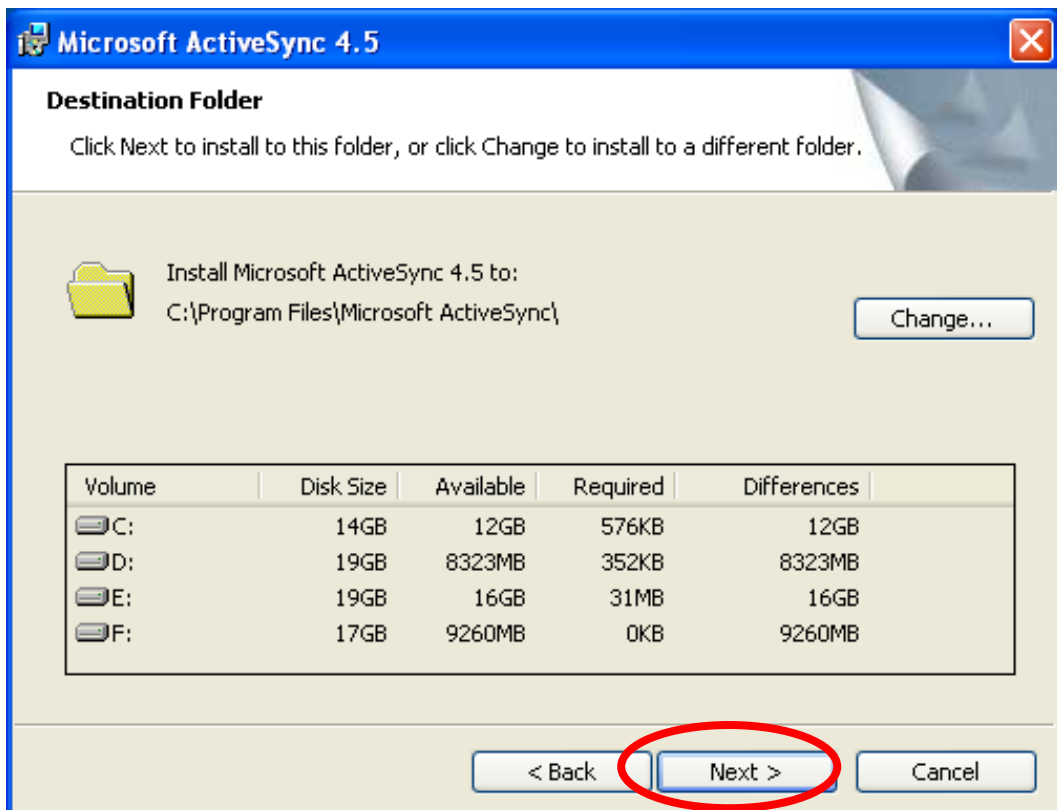 Microsoft ActiveSync 4.5
Destination Folder
Click Next to install to this folder, or click Change to install to a different folder.
Install Microsoft ActiveSync 4.5 to:
C:\Program Files\Microsoft ActiveSync\
Change...
Volume Disk Size Available Required Differences
C: 14GB 12GB 576KB 12GB
D: 19GB 8323MB 352KB 8323MB
E: 19GB 16GB 31MB 16GB
F: 17GB 9260MB 0KB 9260MB
< Back Next > Cancel